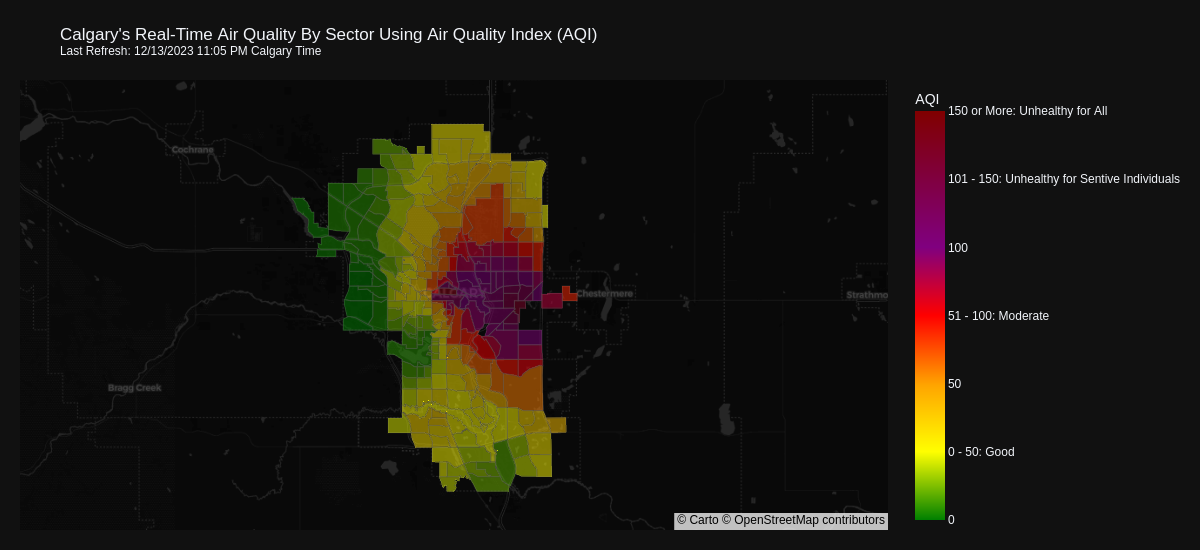 Calgary's Real-Time Air Quality By Sector Using Air Quality Index (AQI)
Last Refresh: 12/13/2023 11:05 PM Calgary Time
AQI
150 or More: Unhealthy for All
Cochrane
101 - 150: Unhealthy for Sentive Individuals
100
CALGARY
Chestermere
Strathmo
51 - 100: Moderate
50
Bragg Creek
0 - 50: Good
0
© Carto © OpenStreetMap contributors